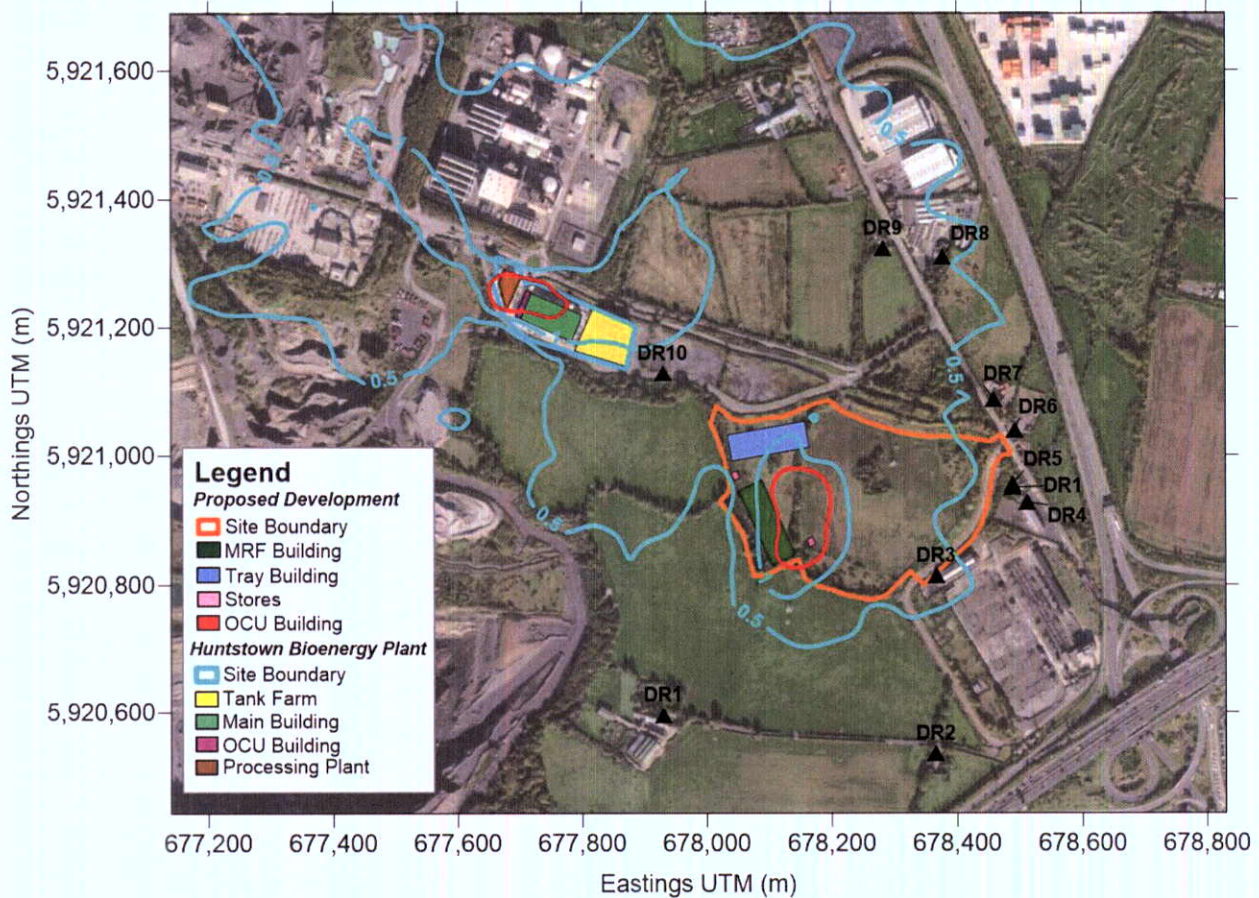 5,921,600
5,921,400
5,921,200
5,921,000
5,920,800
5,920,600
Northings UTM (m)
0.5
0.5
0.5
0.5
0.5
DR9
DR8
DR10
DR7
DR6
DR5
DR1
DR4
DR3
DR1
DR2
Legend
Proposed Development
Site Boundary
MRF Building
Tray Building
Stores
OCU Building
Huntstown Bioenergy Plant
Site Boundary
Tank Farm
Main Building
OCU Building
Processing Plant
677,200 677,400 677,600 677,800 678,000 678,200 678,400 678,600 678,800
Eastings UTM (m)